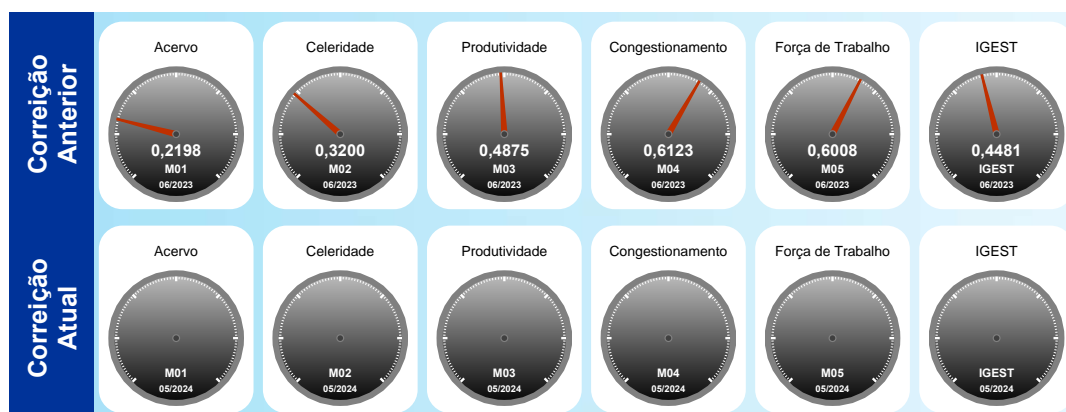 Correição
Anterior
Acervo
0,2198
M01
06/2023
Celeridade
0,3200
M02
06/2023
Produtividade
0,4875
M03
06/2023
Congestionamento
0,6123
M04
06/2023
Força de Trabalho
0,6008
M05
06/2023
IGEST
0,4481
IGEST
06/2023
Correição
Atual
Acervo
M01
05/2024
Celeridade
M02
05/2024
Produtividade
M03
05/2024
Congestionamento
M04
05/2024
Força de Trabalho
M05
05/2024
IGEST
IGEST
05/2024